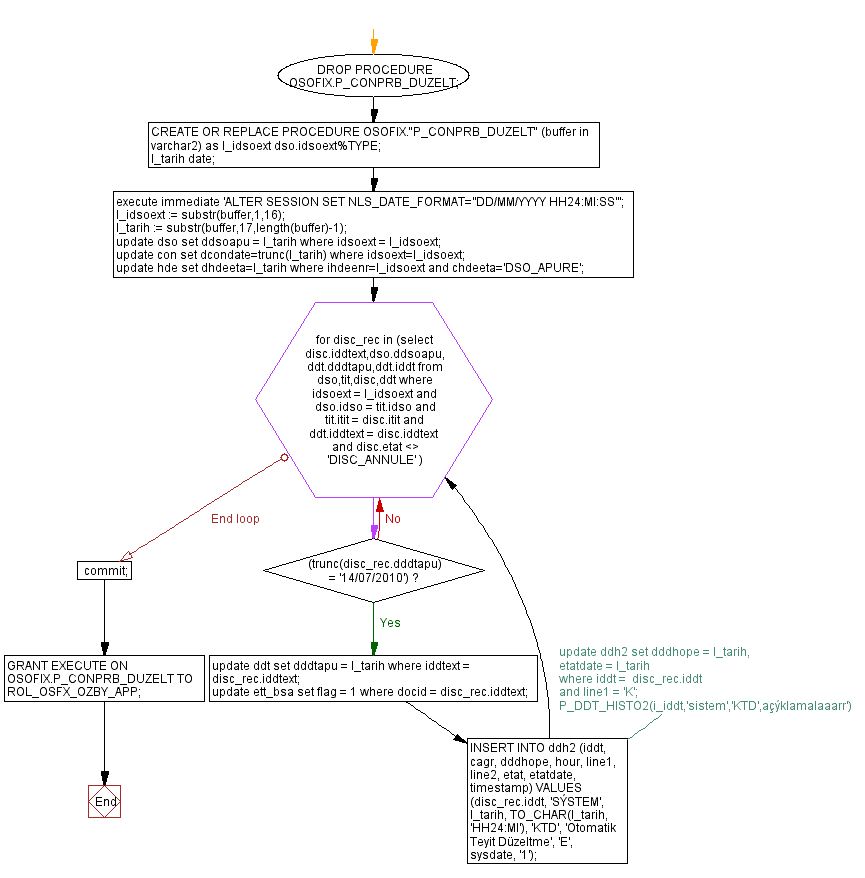 DROP PROCEDURE
OSOFIX.P_CONPRB_DUZELT;
CREATE OR REPLACE PROCEDURE OSOFIX."P_CONPRB_DUZELT" (buffer in
varchar2) as l_idsoext dso.idsoext%TYPE;
l_tarih date;
execute immediate 'ALTER SESSION SET NLS_DATE_FORMAT="DD/MM/YYYY HH24:MI:SS"';
l_idsoext := substr(buffer,1,16);
l_tarih := substr(buffer,17,length(buffer)-1);
update dso set ddsoapu = l_tarih where idsoext = l_idsoext;
update con set dcondate=trunc(l_tarih) where idsoext=l_idsoext;
update hde set dhdeeta=l_tarih where ihdeenr=l_idsoext and chdeeta='DSO_APURE';
for disc_rec in (select
disc.iddtext,dso.ddsoapu,
ddt.dddtapu,ddt.iddt from
dso,tit,disc,ddt where
idsoext = l_idsoext and
dso.idso = tit.idso and
tit.itit = disc.itit and
ddt.iddtext = disc.iddtext
and disc.etat <>
'DISC_ANNULE' )
End loop
No
commit;
(trunc(disc_rec.dddtapu)
= '14/07/2010') ?
Yes
GRANT EXECUTE ON
OSOFIX.P_CONPRB_DUZELT TO
ROL_OSFX_OZBY_APP;
update ddt set dddtapu = l_tarih where iddtext =
disc_rec.iddtext;
update ett_bsa set flag = 1 where docid = disc_rec.iddtext;
update ddh2 set dddhope = l_tarih,
etatdate = l_tarih
where iddt =  disc_rec.iddt
and line1 = 'K';
P_DDT_HISTO2(i_iddt,'sistem','KTD',açýklamalaaarr')
INSERT INTO ddh2 (iddt,
cagr, dddhope, hour, line1,
line2, etat, etatdate,
timestamp) VALUES
(disc_rec.iddt, 'SÝSTEM',
l_tarih, TO_CHAR(l_tarih,
'HH24:MI'), 'KTD', 'Otomatik
Teyit Düzeltme', 'E',
sysdate, '1');
End